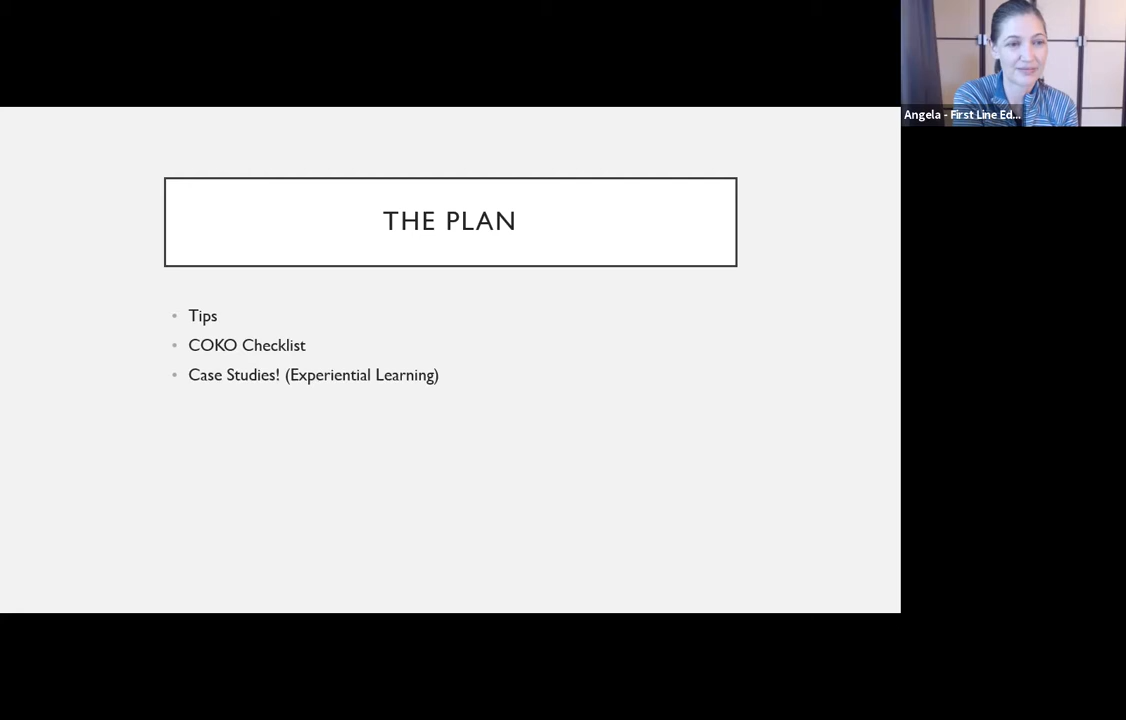 Angela - First Line Ed...
THE PLAN
• Tips
• COKO Checklist
• Case Studies! (Experiential Learning)